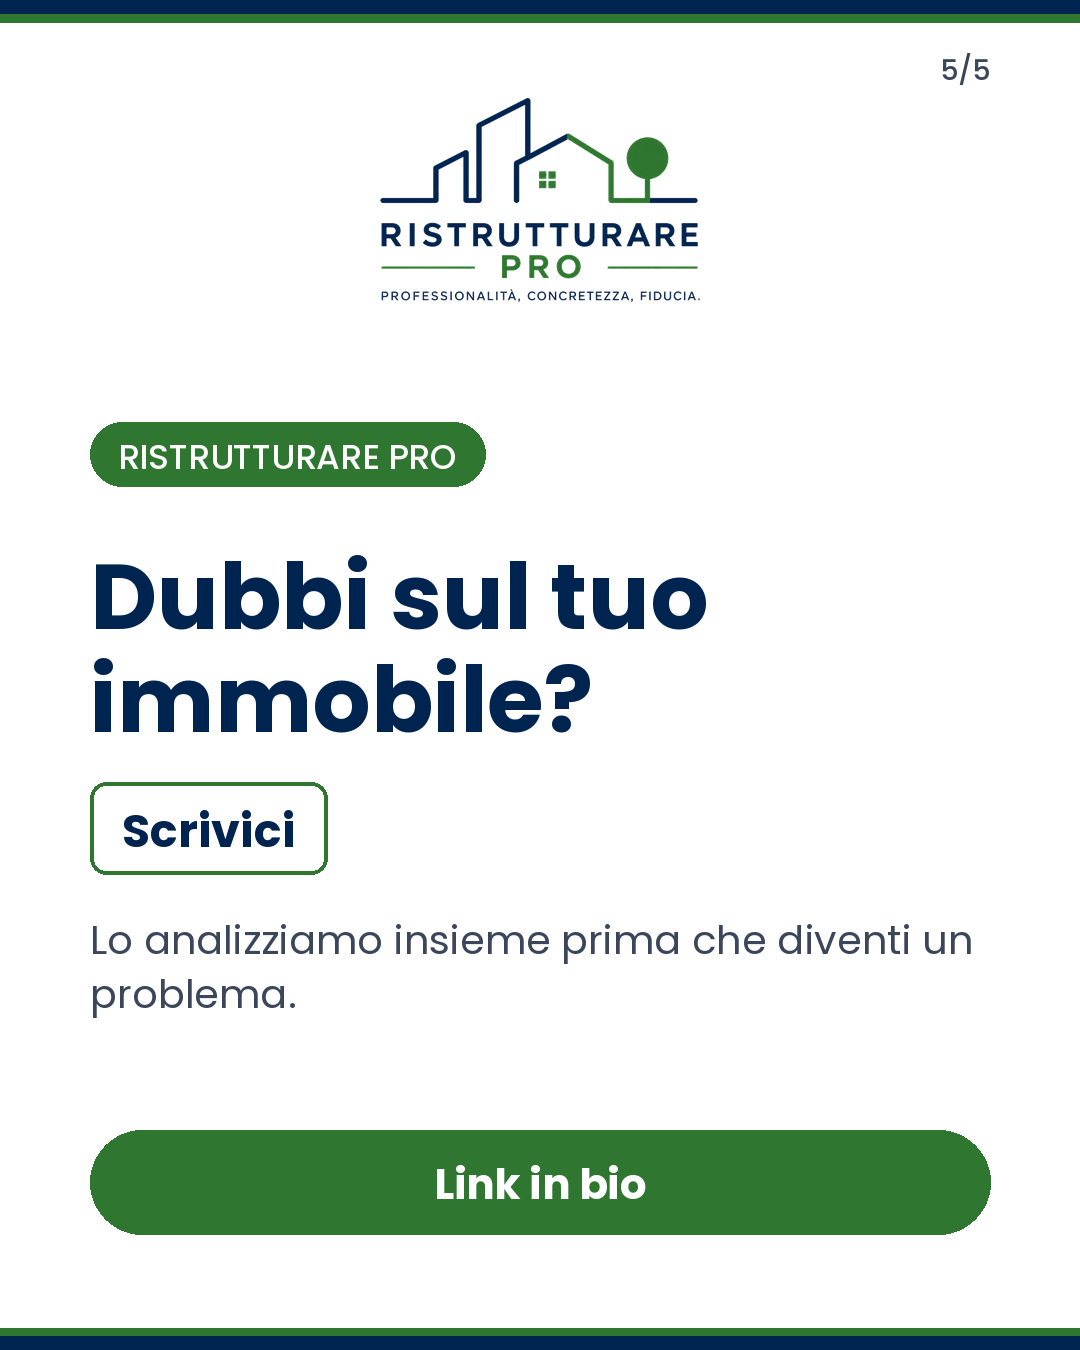 5/5
RISTRUTTURARE
PRO
PROFESSIONALITÀ, CONCRETEZZA, FIDUCIA.
RISTRUTTURARE PRO
Dubbi sul tuo
immobile?
Scrivici
Lo analizziamo insieme prima che diventi un
problema.
Link in bio